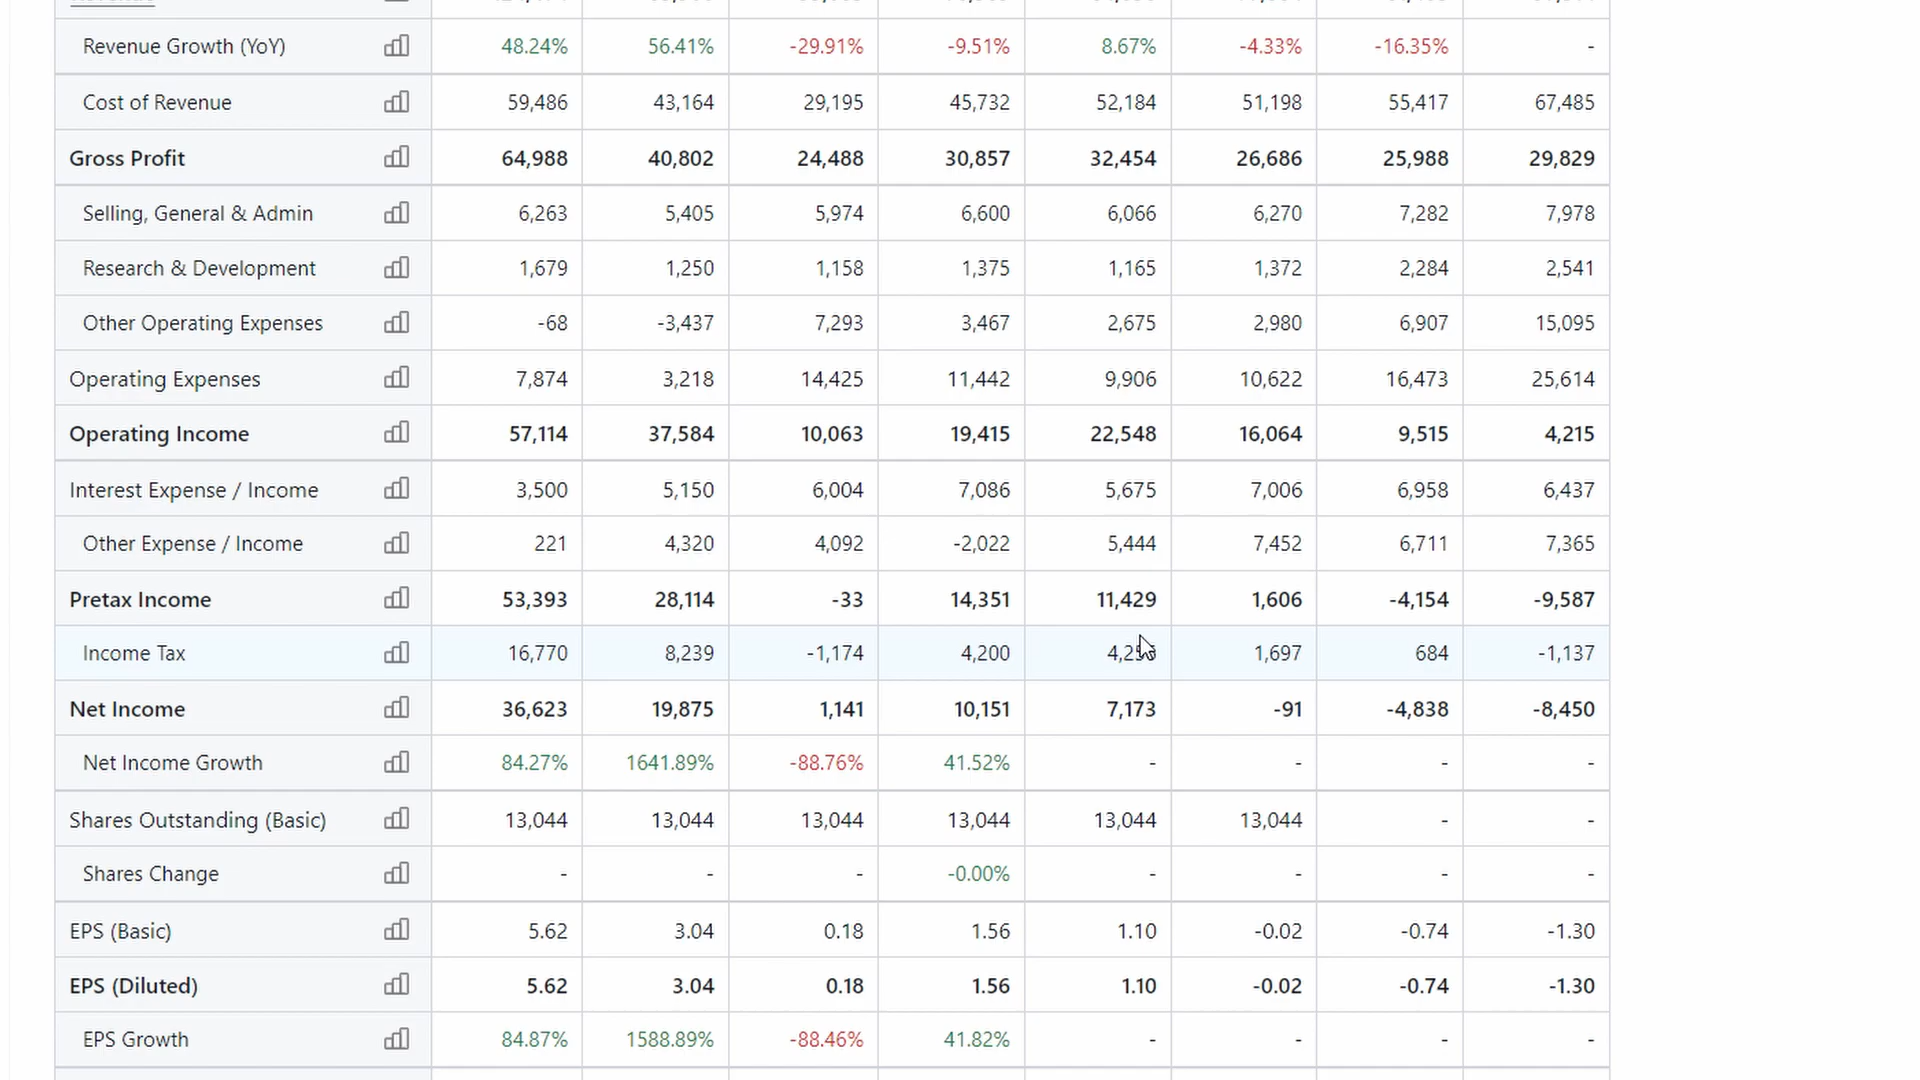 Revenue Growth (YoY) 48.24% 56.41% -29.91% -9.51% 8.67% -4.33% -16.35% -
Cost of Revenue 59,486 43,164 29,195 45,732 52,184 51,198 55,417 67,485
Gross Profit 64,988 40,802 24,488 30,857 32,454 26,686 25,988 29,829
Selling, General & Admin 6,263 5,405 5,974 6,600 6,066 6,270 7,282 7,978
Research & Development 1,679 1,250 1,158 1,375 1,165 1,372 2,284 2,541
Other Operating Expenses -68 -3,437 7,293 3,467 2,675 2,980 6,907 15,095
Operating Expenses 7,874 3,218 14,425 11,442 9,906 10,622 16,473 25,614
Operating Income 57,114 37,584 10,063 19,415 22,548 16,064 9,515 4,215
Interest Expense / Income 3,500 5,150 6,004 7,086 5,675 7,006 6,958 6,437
Other Expense / Income 221 4,320 4,092 -2,022 5,444 7,452 6,711 7,365
Pretax Income 53,393 28,114 -33 14,351 11,429 1,606 -4,154 -9,587
Income Tax 16,770 8,239 -1,174 4,200 1,697 684 -1,137
Net Income 36,623 19,875 1,141 10,151 7,173 -91 -4,838 -8,450
Net Income Growth 84.27% 1641.89% -88.76% 41.52% - - - -
Shares Outstanding (Basic) 13,044 13,044 13,044 13,044 13,044 13,044 - -
Shares Change - - - -0.00% - - - -
EPS (Basic) 5.62 3.04 0.18 1.56 1.10 -0.02 -0.74 -1.30
EPS (Diluted) 5.62 3.04 0.18 1.56 1.10 -0.02 -0.74 -1.30
EPS Growth 84.87% 1588.89% -88.46% 41.82% - - - -